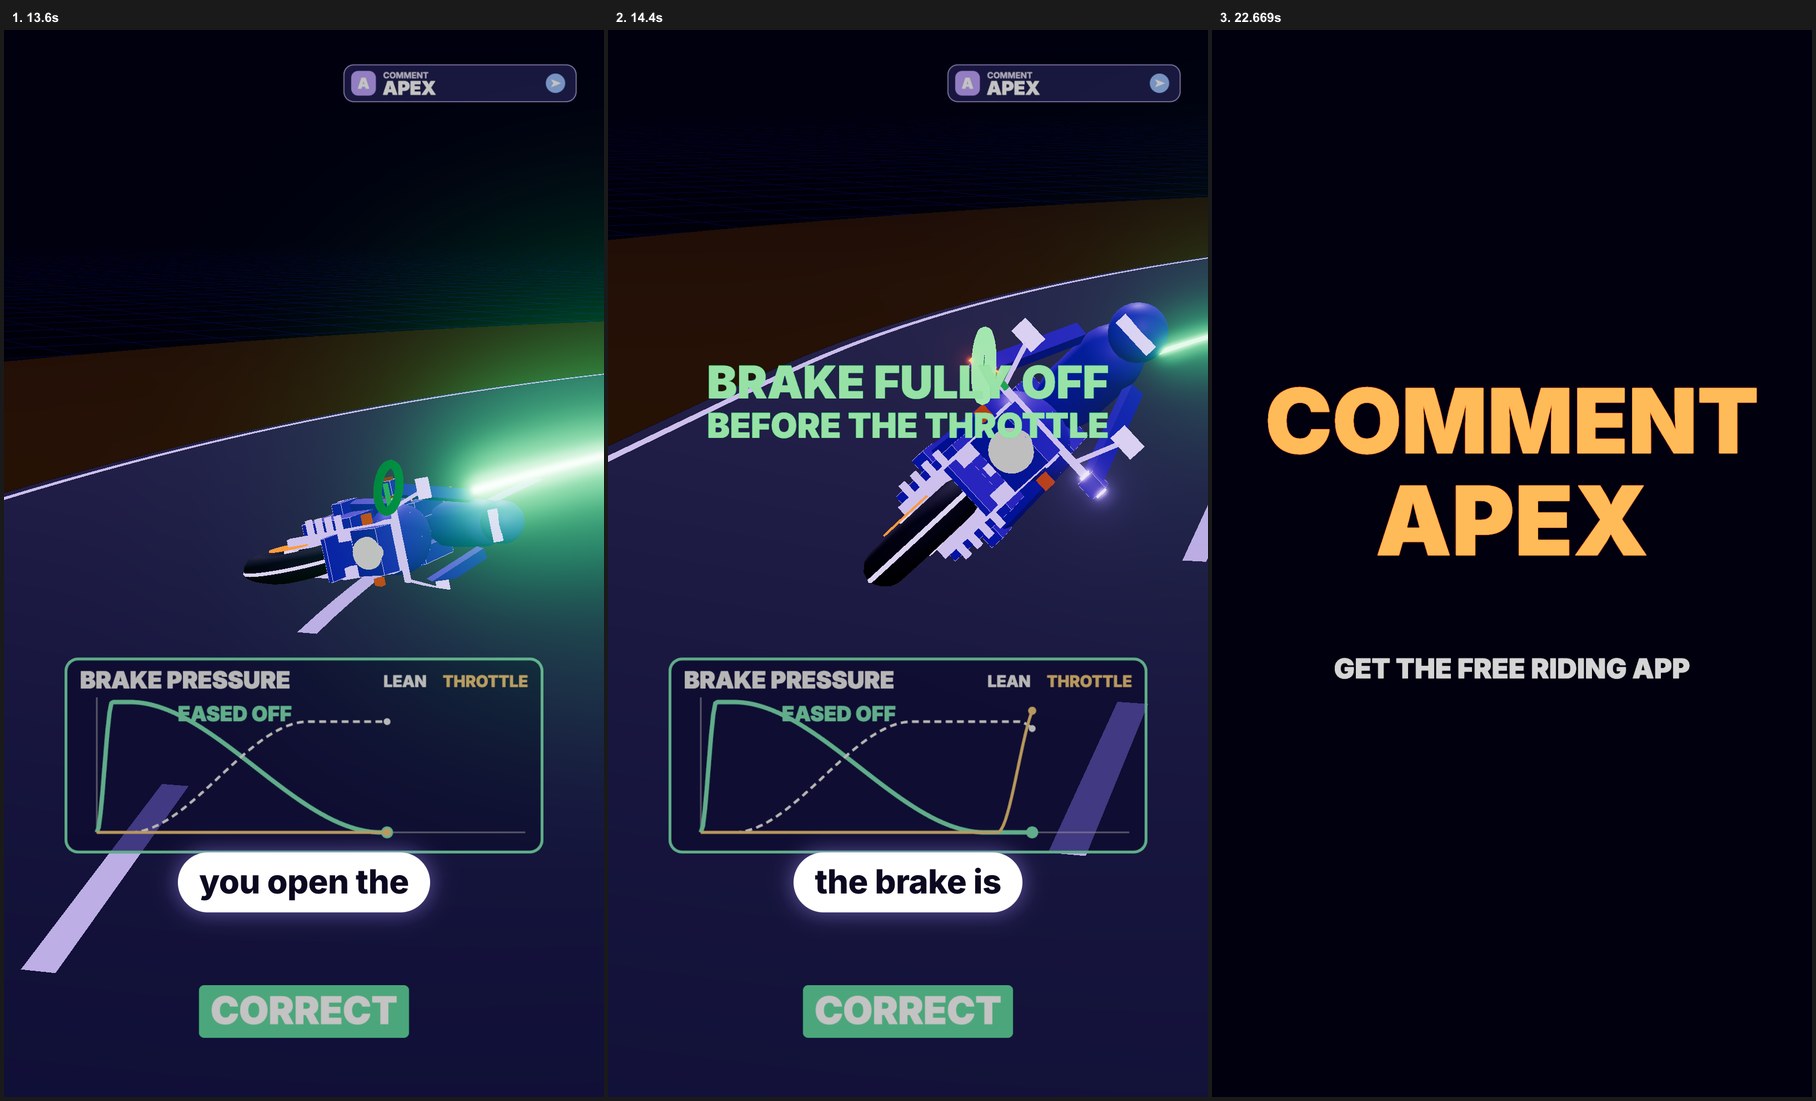 1. 13.6s
COMMENT
A APEX
BRAKE PRESSURE LEAN THROTTLE
EASED OFF
you open the
CORRECT
2. 14.4s
COMMENT
A APEX
BRAKE FULLY OFF
BEFORE THE THROTTLE
BRAKE PRESSURE LEAN THROTTLE
EASED OFF
the brake is
CORRECT
3. 22.669s
COMMENT
APEX
GET THE FREE RIDING APP